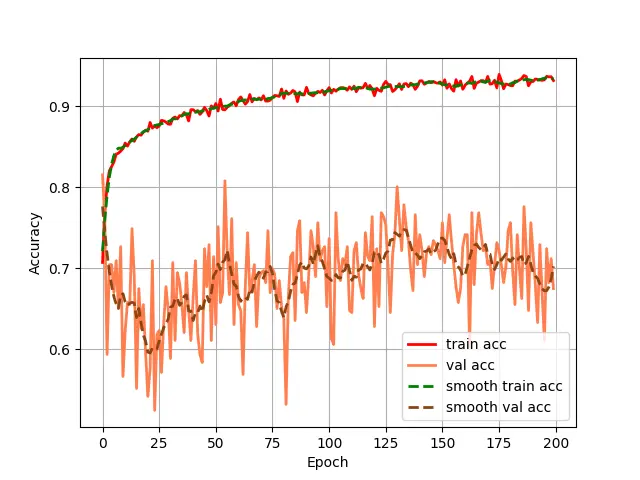 Accuracy
0.9
0.8
0.7
0.6
0
25
50
75
100
125
150
175
200
Epoch
train acc
val acc
smooth train acc
smooth val acc